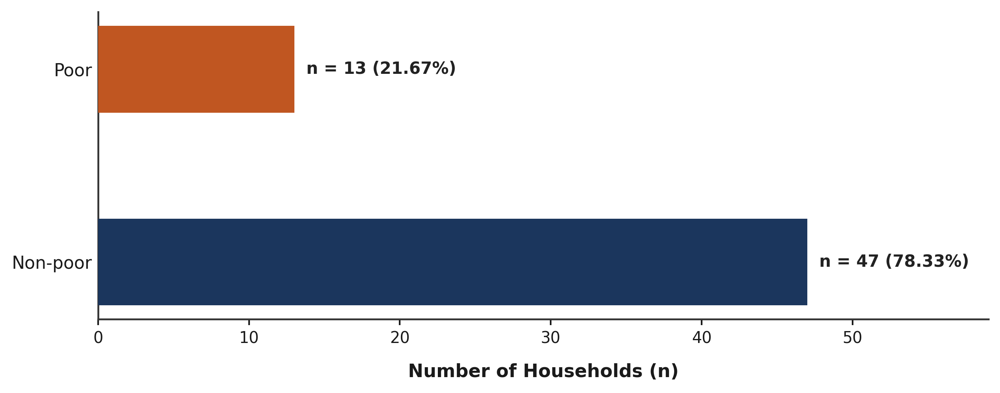 Poor
n = 13 (21.67%)
Non-poor
n = 47 (78.33%)
0 10 20 30 40 50
Number of Households (n)